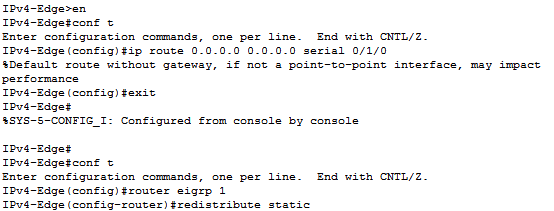 IPv4-Edge>en
IPv4-Edge#conf t
Enter configuration commands, one per line.  End with CNTL/Z.
IPv4-Edge(config)#ip route 0.0.0.0 0.0.0.0 serial 0/1/0
%Default route without gateway, if not a point-to-point interface, may impact
performance
IPv4-Edge(config)#exit
IPv4-Edge#
%SYS-5-CONFIG_I: Configured from console by console
IPv4-Edge#
IPv4-Edge#conf t
Enter configuration commands, one per line.  End with CNTL/Z.
IPv4-Edge(config)#router eigrp 1
IPv4-Edge(config-router)#redistribute static